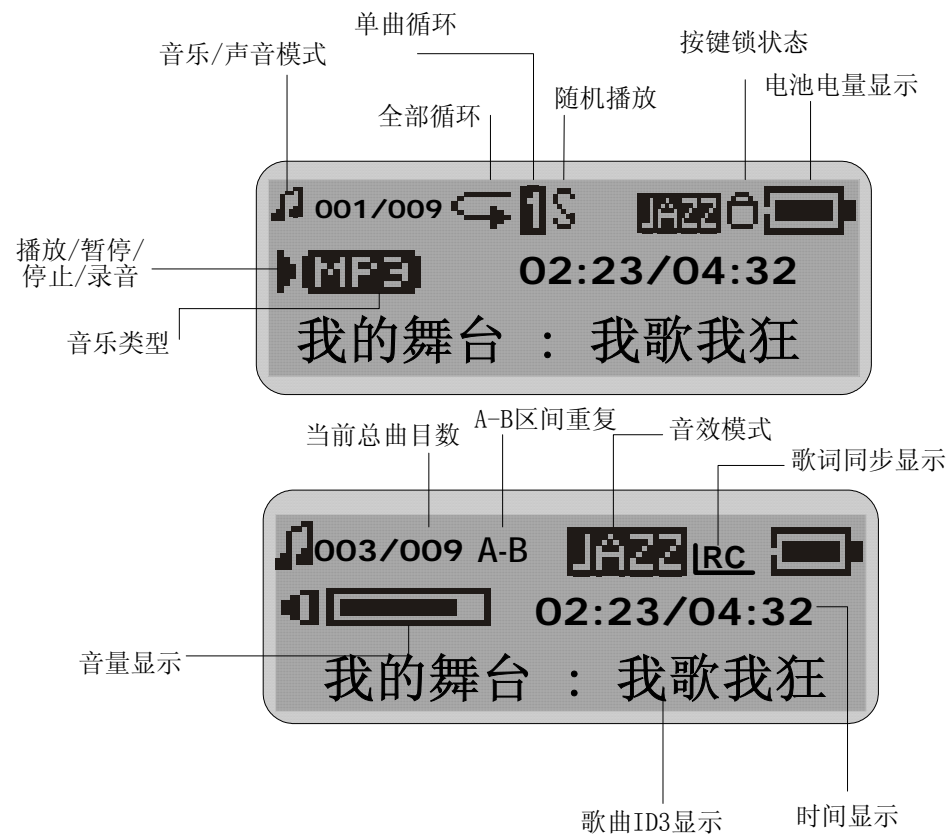 单曲循环
音乐/声音模式
按键锁状态
电池电量显示
随机播放
全部循环
001/009 1 S JAZZ
播放/暂停/
停止/录音
MP3 02:23/04:32
音乐类型
我的舞台 : 我歌我狂
当前总曲目数
A-B区间重复
音效模式
歌词同步显示
003/009 A-B JAZZ LRC
02:23/04:32
音量显示
我的舞台 : 我歌我狂
歌曲ID3显示
时间显示